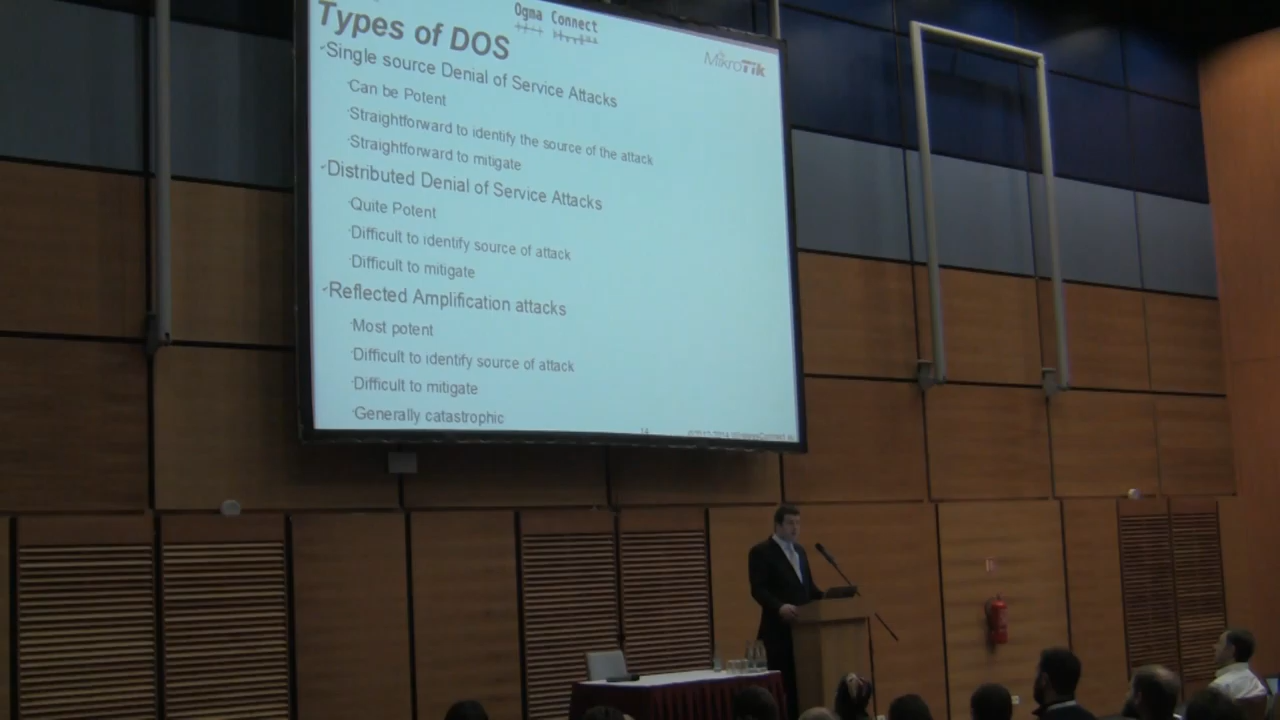 Types of DOS
Ogma Connect
MikroTik
Single source Denial of Service Attacks
Can be Potent
Straightforward to identify the source of the attack
Straightforward to mitigate
Distributed Denial of Service Attacks
Quite Potent
Difficult to identify source of attack
Difficult to mitigate
Reflected Amplification attacks
Most potent
Difficult to identify source of attack
Difficult to mitigate
Generally catastrophic